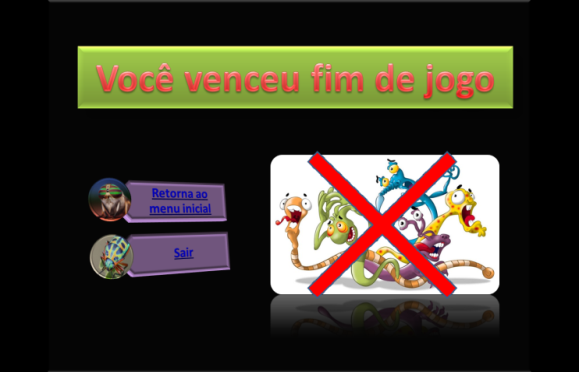 Você venceu fim de jogo
Retorna ao
menu inicial
Sair